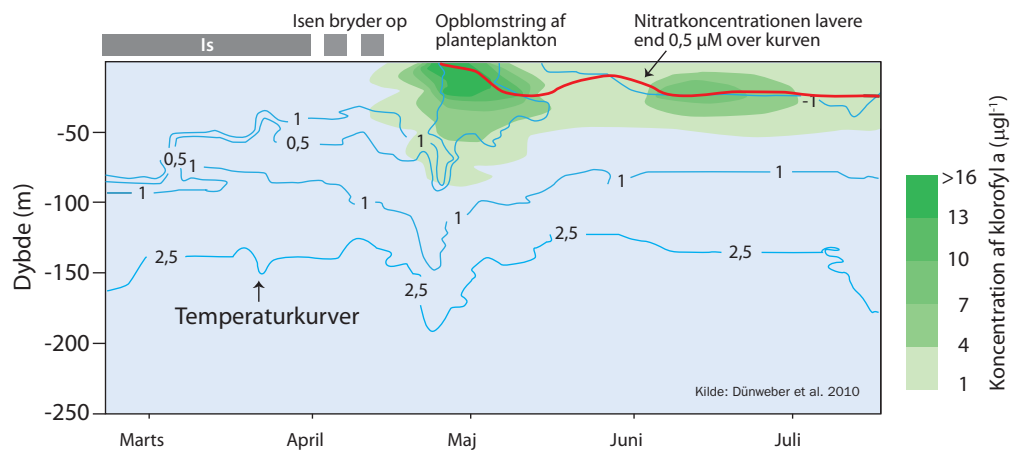 Isen bryder op
Opblomstring af
planteplankton
Nitratkoncentrationen lavere
end 0,5 µM over kurven
Is
-50
-100
-150
-200
-250
Dybde (m)
1
0,5
0,5
1
1
1
1
1
1
1
-1
2,5
2,5
2,5
2,5
Temperaturkurver
Kilde: Dünweber et al. 2010
Marts
April
Maj
Juni
Juli
>16
13
10
7
4
1
Koncentration af klorofyl a (µgl-1)